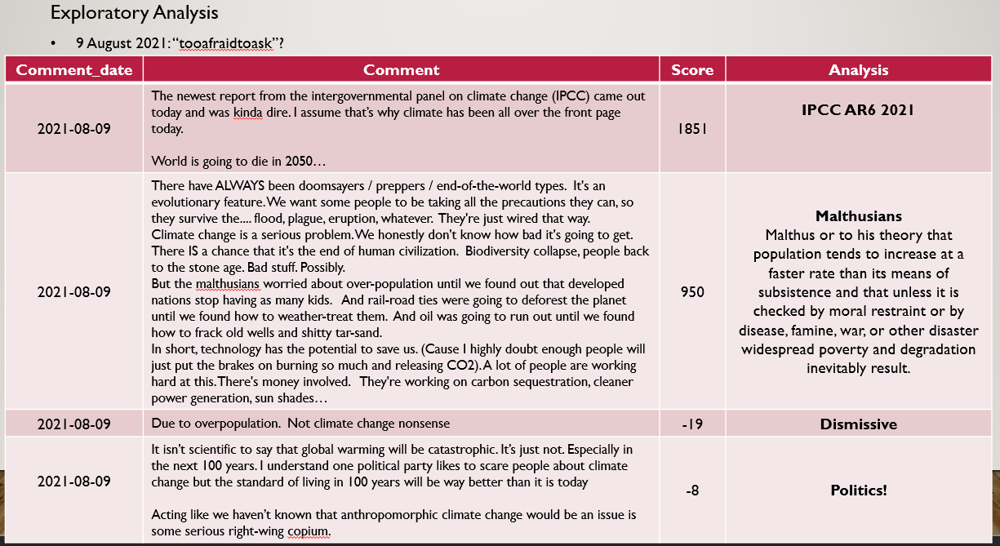 Exploratory Analysis
• 9 August 2021: “tooafraidtoask”?
Comment_date Comment Score Analysis
2021-08-09
The newest report from the intergovernmental panel on climate change (IPCC) came out
today and was kinda dire. I assume that’s why climate has been all over the front page
today.
World is going to die in 2050…
1851
IPCC AR6 2021
2021-08-09
There have ALWAYS been doomsayers / preppers / end-of-the-world types. It's an
evolutionary feature. We want some people to be taking all the precautions they can, so
they survive the.... flood, plague, eruption, whatever. They're just wired that way.
Climate change is a serious problem. We honestly don't know how bad it's going to get.
There IS a chance that it's the end of human civilization. Biodiversity collapse, people back
to the stone age. Bad stuff. Possibly.
But the malthusians worried about over-population until we found out that developed
nations stop having as many kids. And rail-road ties were going to deforest the planet
until we found how to weather-treat them. And oil was going to run out until we found
how to frack old wells and shitty tar-sand.
In short, technology has the potential to save us. (Cause I highly doubt enough people will
just put the brakes on burning so much and releasing CO2). A lot of people are working
hard at this. There's money involved. They're working on carbon sequestration, cleaner
power generation, sun shades…
950
Malthusians
Malthus or to his theory that
population tends to increase at a
faster rate than its means of
subsistence and that unless it is
checked by moral restraint or by
disease, famine, war, or other disaster
widespread poverty and degradation
inevitably result.
2021-08-09
Due to overpopulation. Not climate change nonsense
-19
Dismissive
2021-08-09
It isn’t scientific to say that global warming will be catastrophic. It’s just not. Especially in
the next 100 years. I understand one political party likes to scare people about climate
change but the standard of living in 100 years will be way better than it is today
Acting like we haven’t known that anthropomorphic climate change would be an issue is
some serious right-wing copium.
-8
Politics!